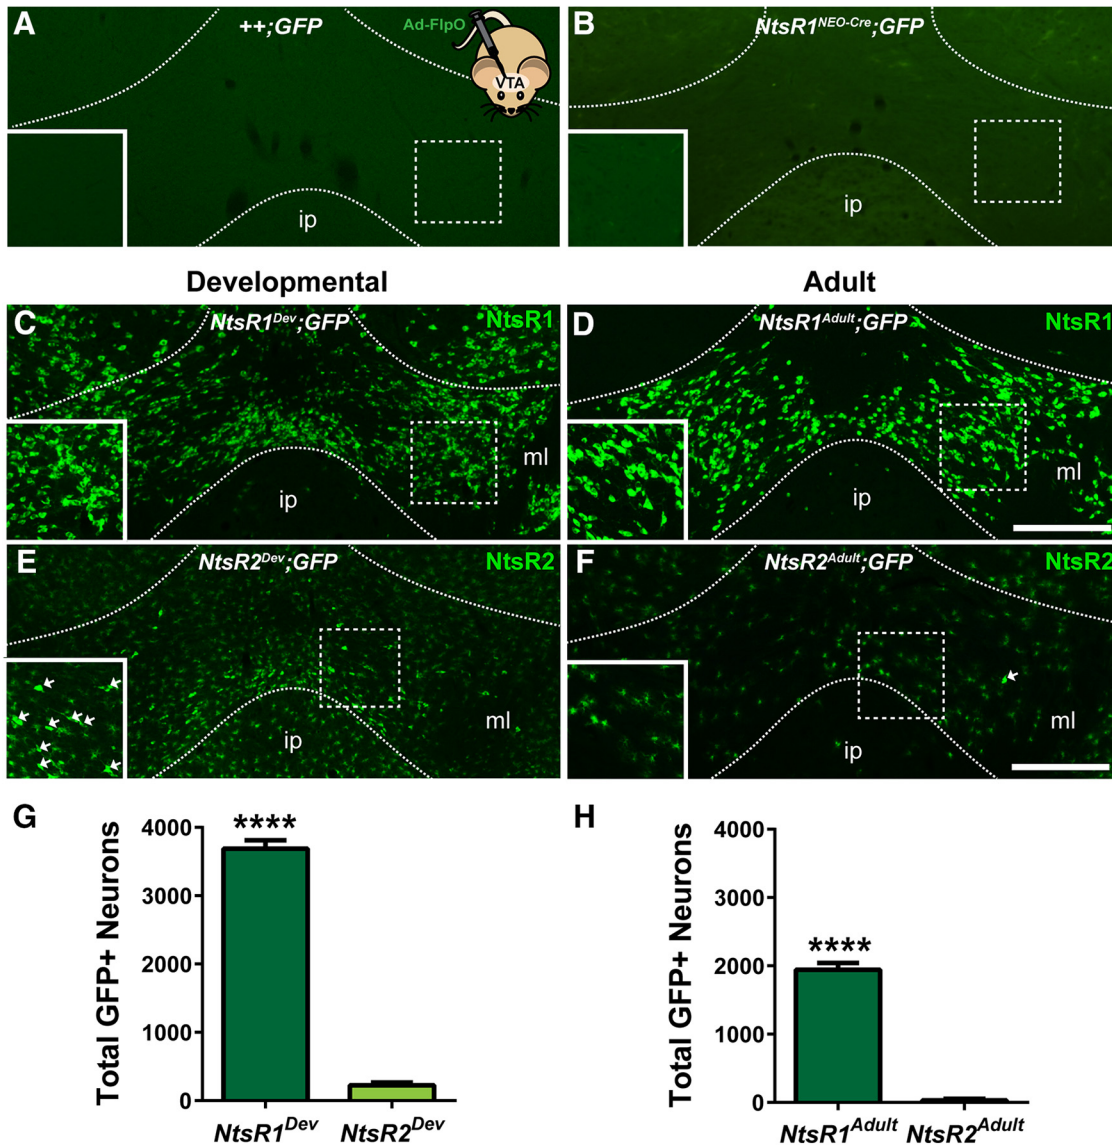 A
++;GFP
Ad-FlpO
VTA
ip
B
NtsR1NEO-Cre;GFP
ip
Developmental
Adult
C
NtsR1Dev;GFP
NtsR1
ml
ip
D
NtsR1Adult;GFP
NtsR1
ml
ip
E
NtsR2Dev;GFP
NtsR2
ml
ip
F
NtsR2Adult;GFP
NtsR2
ml
ip
G
Total GFP+ Neurons
4000
3000
2000
1000
0
****
NtsR1Dev
NtsR2Dev
H
Total GFP+ Neurons
4000
3000
2000
1000
0
****
NtsR1Adult
NtsR2Adult